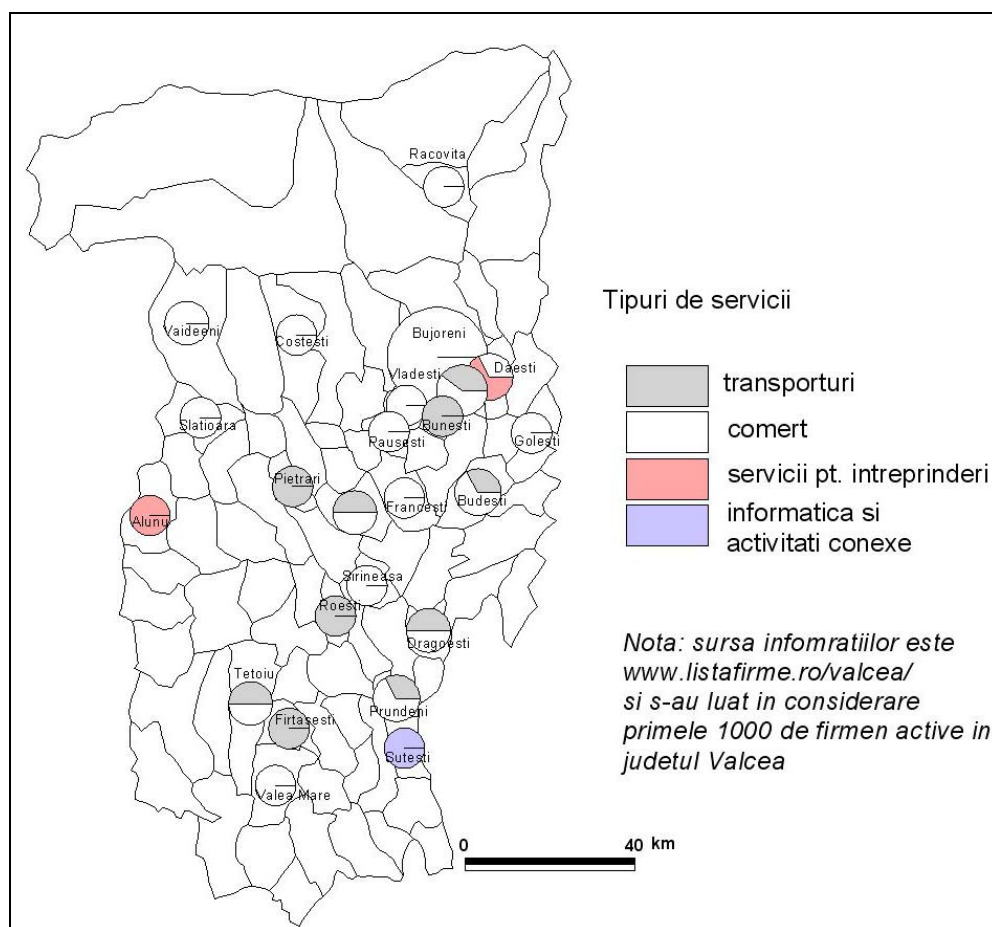 Racovita
Tipuri de servicii
Vaideeni
Costesti
Bujoreni
Vladesti
Daesti
transporturi
comert
Slatioara
Bunesti
Pausesti
Golesti
servicii pt. intreprinderi
Pietrari
Francesti
Budesti
Alunu
informatica si
activitati conexe
Sirineasa
Roesti
Dragoesti
Nota: sursa infomratiilor este
www.listafirme.ro/valcea/
si s-au luat in considerare
primele 1000 de firmen active in
judetul Valcea
Tetoiu
Prundeni
Firtasesti
Sutesti
Valea Mare
0 40 km